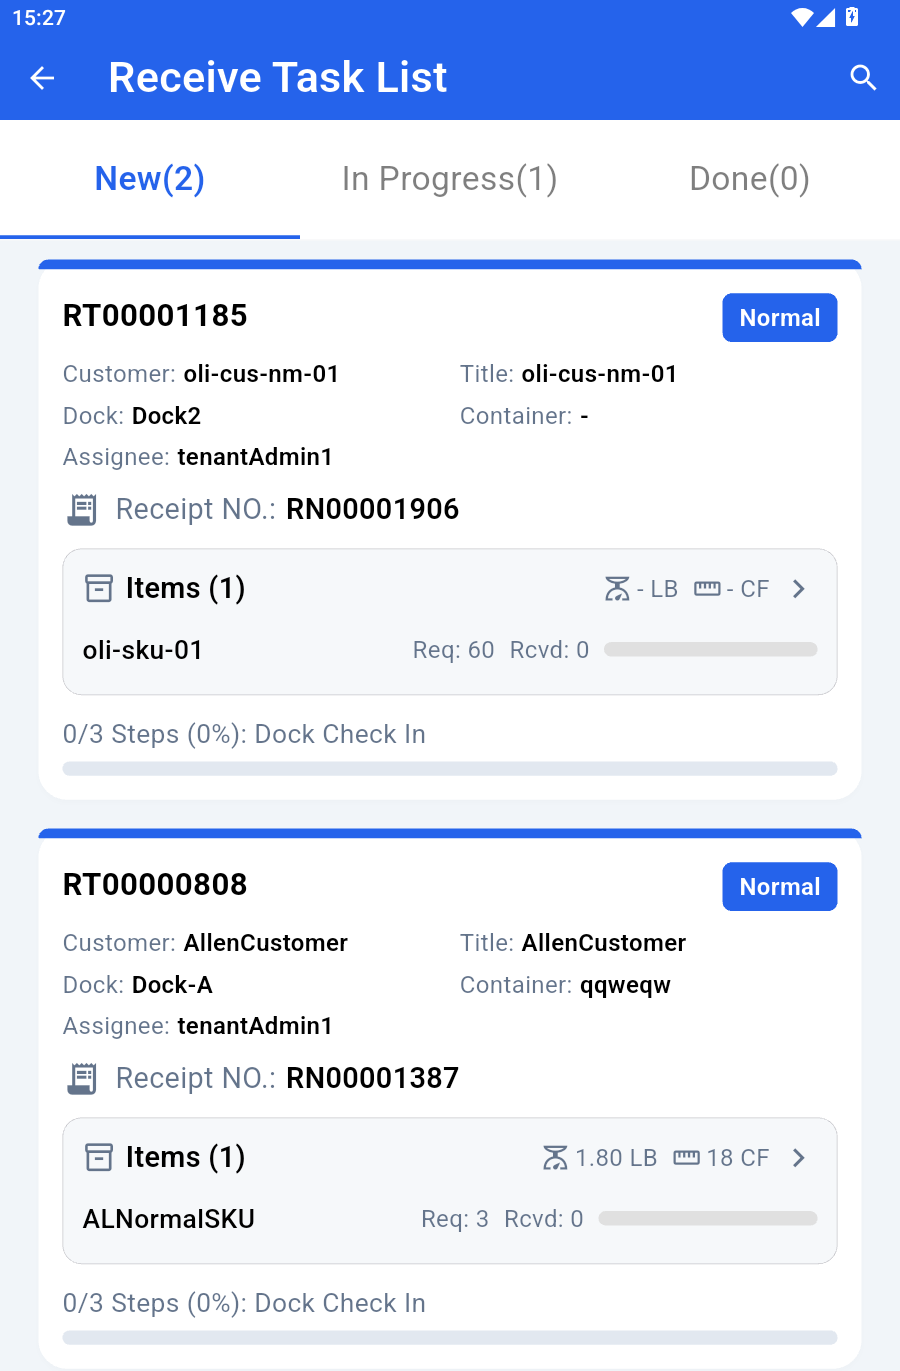 15:27
Receive Task List
New(2) In Progress(1) Done(0)
RT00001185 Normal
Customer: oli-cus-nm-01 Title: oli-cus-nm-01
Dock: Dock2 Container: -
Assignee: tenantAdmin1
Receipt NO.: RN00001906
Items (1) - LB - CF
oli-sku-01 Req: 60 Rcvd: 0
0/3 Steps (0%): Dock Check In
RT00000808 Normal
Customer: AllenCustomer Title: AllenCustomer
Dock: Dock-A Container: qqweqw
Assignee: tenantAdmin1
Receipt NO.: RN00001387
Items (1) 1.80 LB 18 CF
ALNormalSKU Req: 3 Rcvd: 0
0/3 Steps (0%): Dock Check In